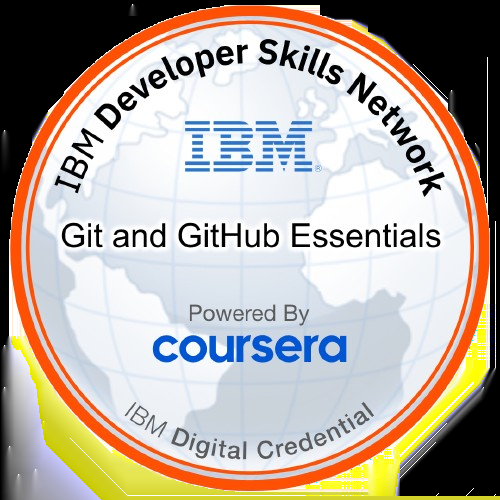 IBM Developer Skills Network
IBM®
Git and GitHub Essentials
Powered By
coursera
IBM Digital Credential